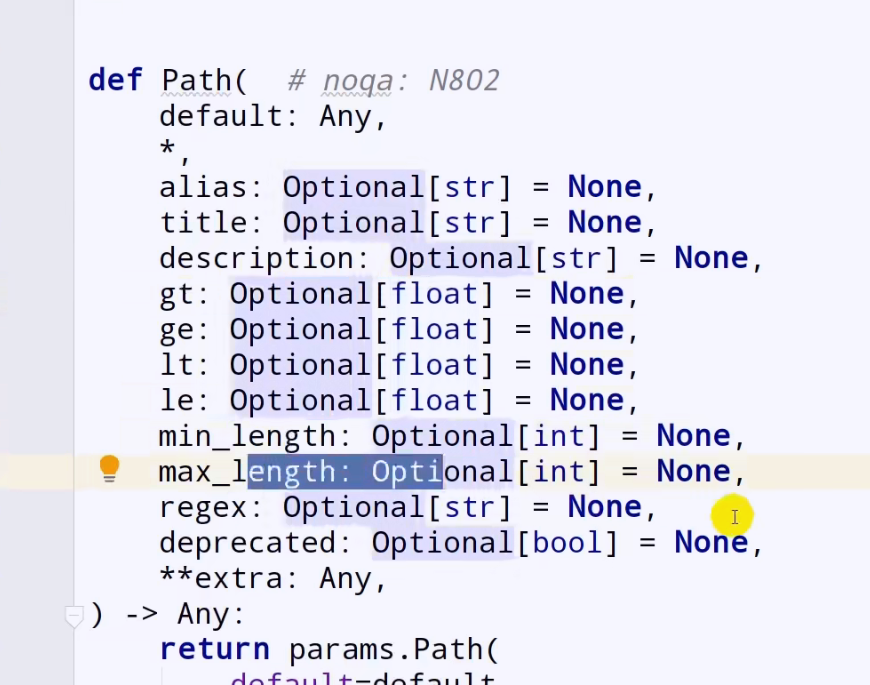 def Path(  # noqa: N802
    default: Any,
    *,
    alias: Optional[str] = None,
    title: Optional[str] = None,
    description: Optional[str] = None,
    gt: Optional[float] = None,
    ge: Optional[float] = None,
    lt: Optional[float] = None,
    le: Optional[float] = None,
    min_length: Optional[int] = None,
    max_length: Optional[int] = None,
    regex: Optional[str] = None,
    deprecated: Optional[bool] = None,
    **extra: Any,
) -> Any:
    return params.Path(
        default=default